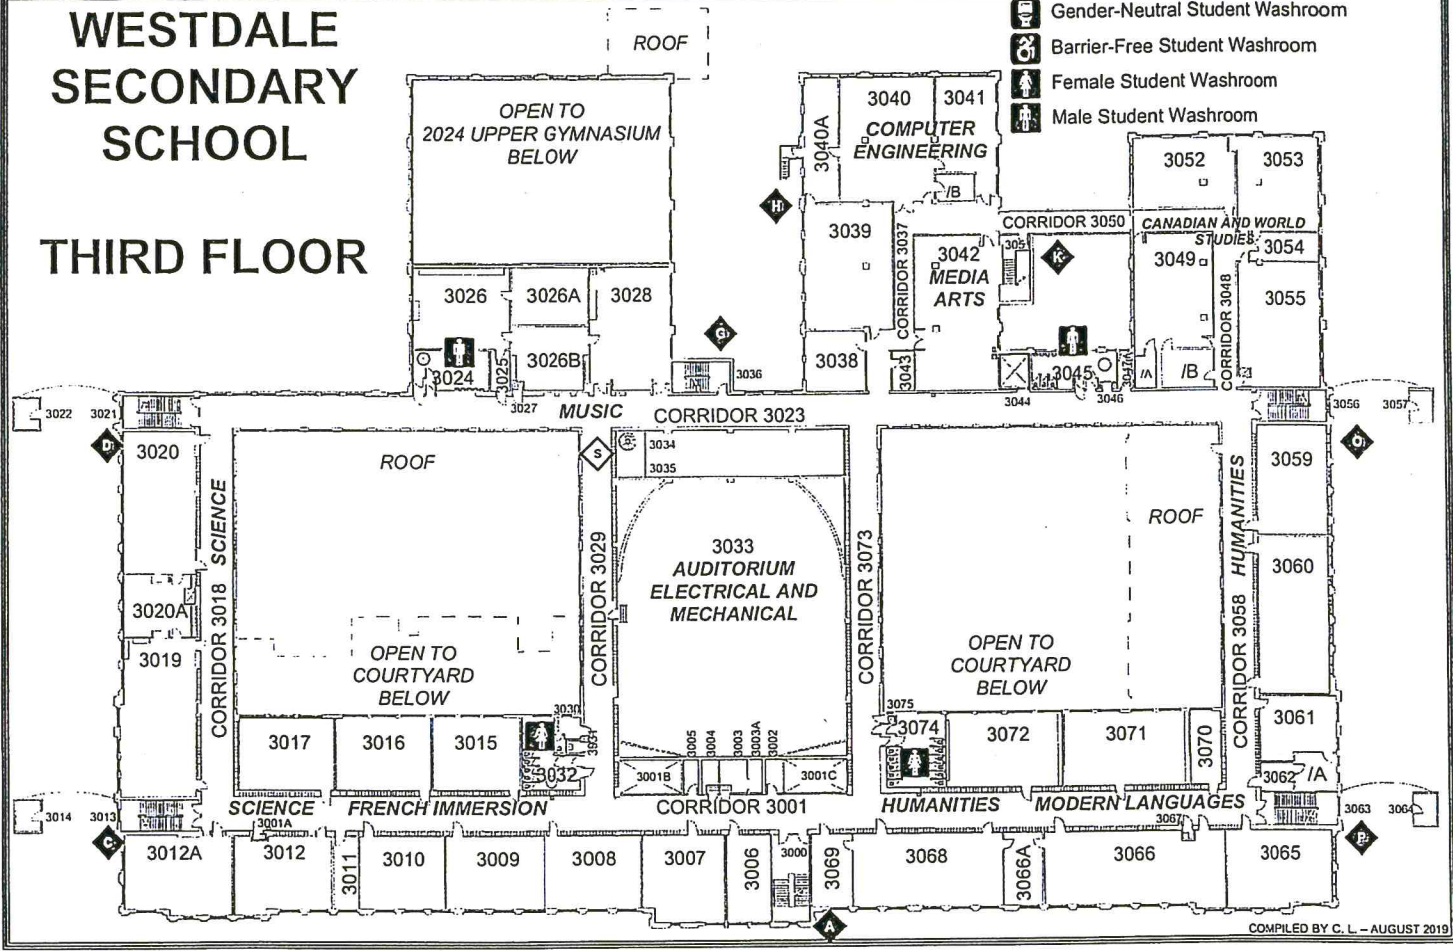 WESTDALE
SECONDARY
SCHOOL
THIRD FLOOR
Gender-Neutral Student Washroom
Barrier-Free Student Washroom
Female Student Washroom
Male Student Washroom
ROOF
OPEN TO
2024 UPPER GYMNASIUM
BELOW
3040A
3040
3041
COMPUTER
ENGINEERING
/B
H
3039
CORRIDOR 3037
3042
MEDIA
ARTS
CORRIDOR 3050
K
3052
3053
CANADIAN AND WORLD
STUDIES
3054
3049
3055
CORRIDOR 3048
/A
/B
3026
3026A
3028
3026B
3024
3025
3027
G
3036
3038
3043
3044
3045
3046
3022
3021
D
MUSIC
CORRIDOR 3023
3056
3057
O
3020
ROOF
S
3034
3035
3059
SCIENCE
CORRIDOR 3018
CORRIDOR 3029
3033
AUDITORIUM
ELECTRICAL AND
MECHANICAL
CORRIDOR 3073
ROOF
HUMANITIES
CORRIDOR 3058
3060
3020A
3019
OPEN TO
COURTYARD
BELOW
OPEN TO
COURTYARD
BELOW
3017
3016
3015
3030
3031
3032
3005
3004
3003
3003A
3002
3001B
3001C
3075
3074
3072
3071
3070
3061
3062
/A
3014
3013
C
SCIENCE
FRENCH IMMERSION
CORRIDOR 3001
HUMANITIES
MODERN LANGUAGES
3063
3064
P
3001A
3067
3012A
3012
3011
3010
3009
3008
3007
3006
3000
3069
3068
3066A
3066
3065
A
COMPILED BY C. L. – AUGUST 2019